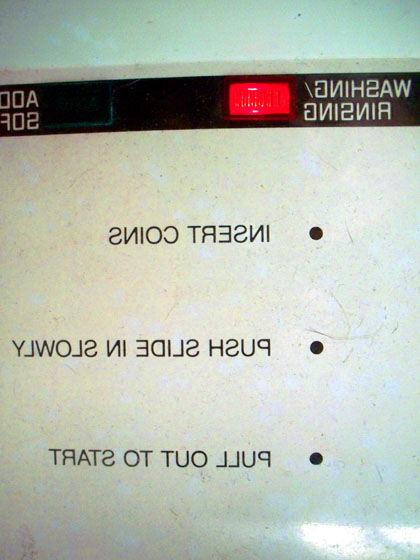 WASHING/
RINSING
ADD
INSERT COINS
PUSH SLIDE IN SLOWLY
PULL OUT TO START